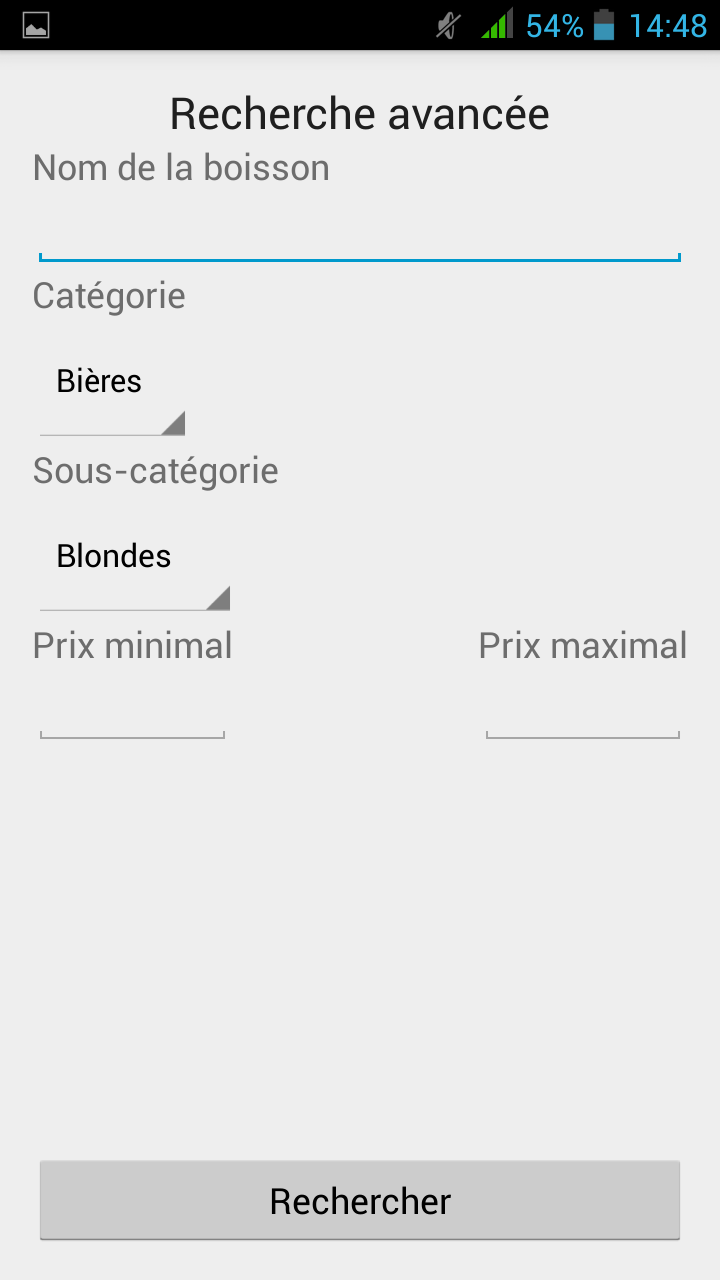 54% 14:48
Recherche avancée
Nom de la boisson
Catégorie
Bières
Sous-catégorie
Blondes
Prix minimal Prix maximal
Rechercher